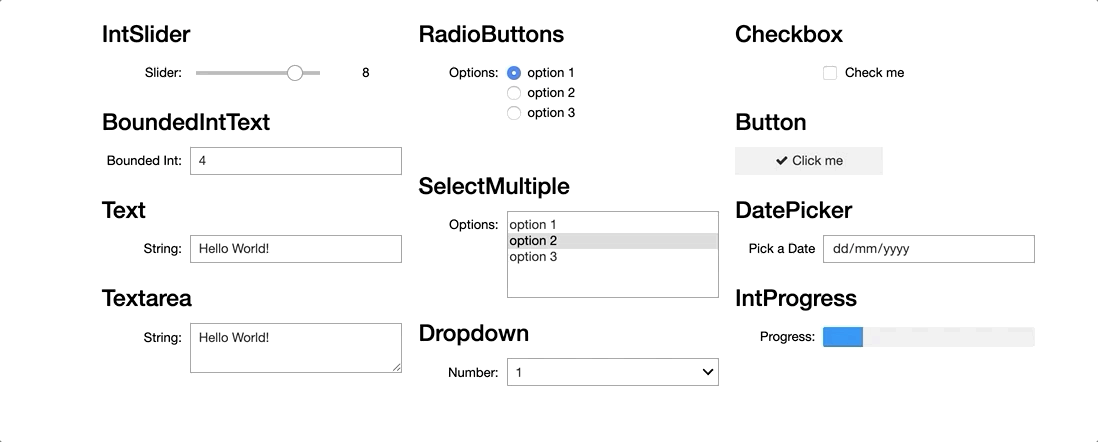 IntSlider
Slider: 8
BoundedIntText
Bounded Int: 4
Text
String: Hello World!
Textarea
String: Hello World!
RadioButtons
Options: option 1
option 2
option 3
SelectMultiple
Options: option 1
option 2
option 3
Dropdown
Number: 1
Checkbox
Check me
Button
Click me
DatePicker
Pick a Date dd/mm/yyyy
IntProgress
Progress: